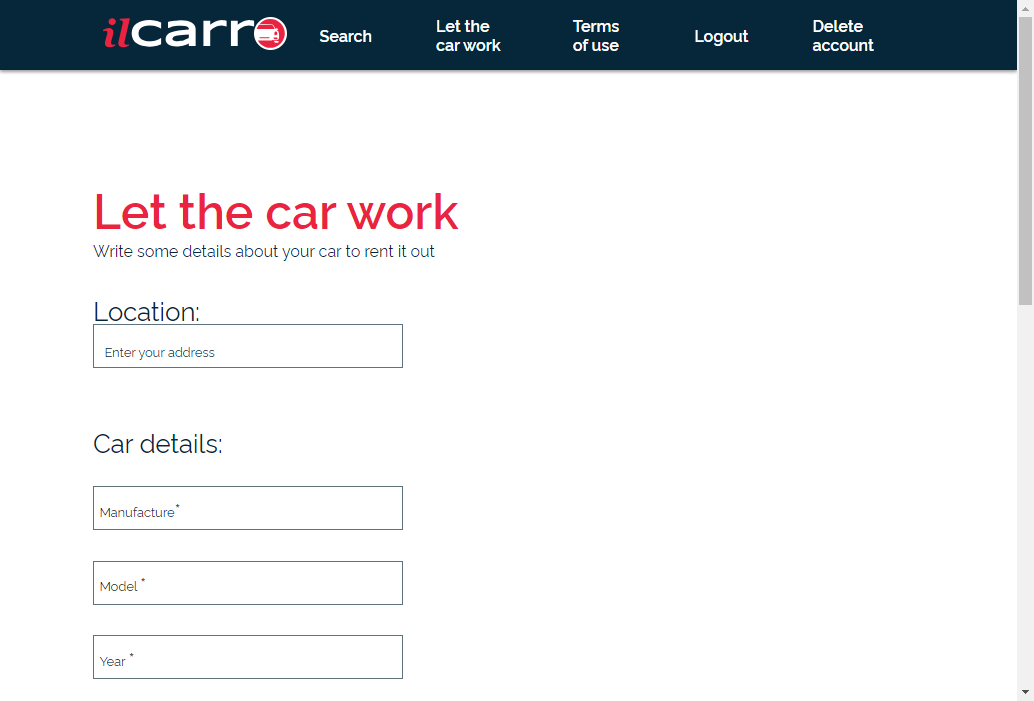 ilcarro
Search
Let the
car work
Terms
of use
Logout
Delete
account
Let the car work
Write some details about your car to rent it out
Location:
Enter your address
Car details:
Manufacture*
Model *
Year *